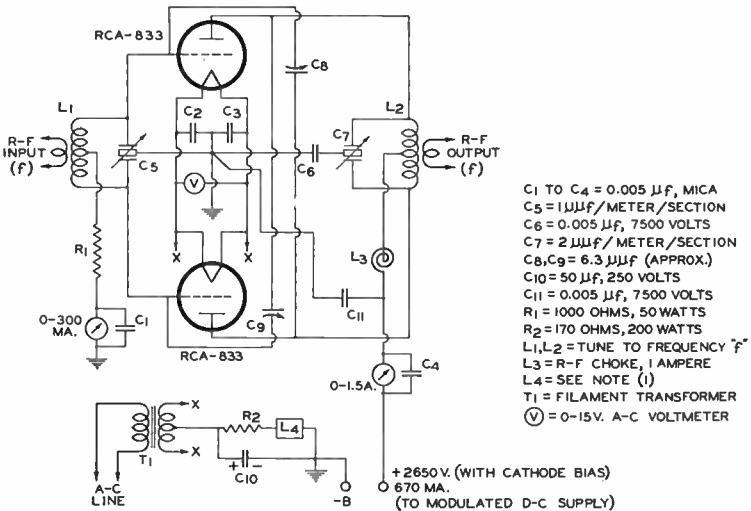 RCA-833
C8
L1
C2
C3
L2
R-F
INPUT
(f)
C5
C6
C7
R-F
OUTPUT
(f)
V
X
X
R1
L3
C11
0-300
MA.
C1
C9
RCA-833
0-1.5A.
C4
X
R2
L4
T1
X
C10
+
−
A-C
LINE
-B
+2650V. (WITH CATHODE BIAS)
670 MA.
(TO MODULATED D-C SUPPLY)
C1 TO C4 = 0.005 µf, MICA
C5 = 1 µµf/METER/SECTION
C6 = 0.005 µf, 7500 VOLTS
C7 = 2 µµf/METER/SECTION
C8,C9 = 6.3 µµf (APPROX.)
C10 = 50 µf, 250 VOLTS
C11 = 0.005 µf, 7500 VOLTS
R1 = 1000 OHMS, 50 WATTS
R2 = 170 OHMS, 200 WATTS
L1,L2 = TUNE TO FREQUENCY "f"
L3 = R-F CHOKE, 1 AMPERE
L4 = SEE NOTE (1)
T1 = FILAMENT TRANSFORMER
V = 0-15V. A-C VOLTMETER